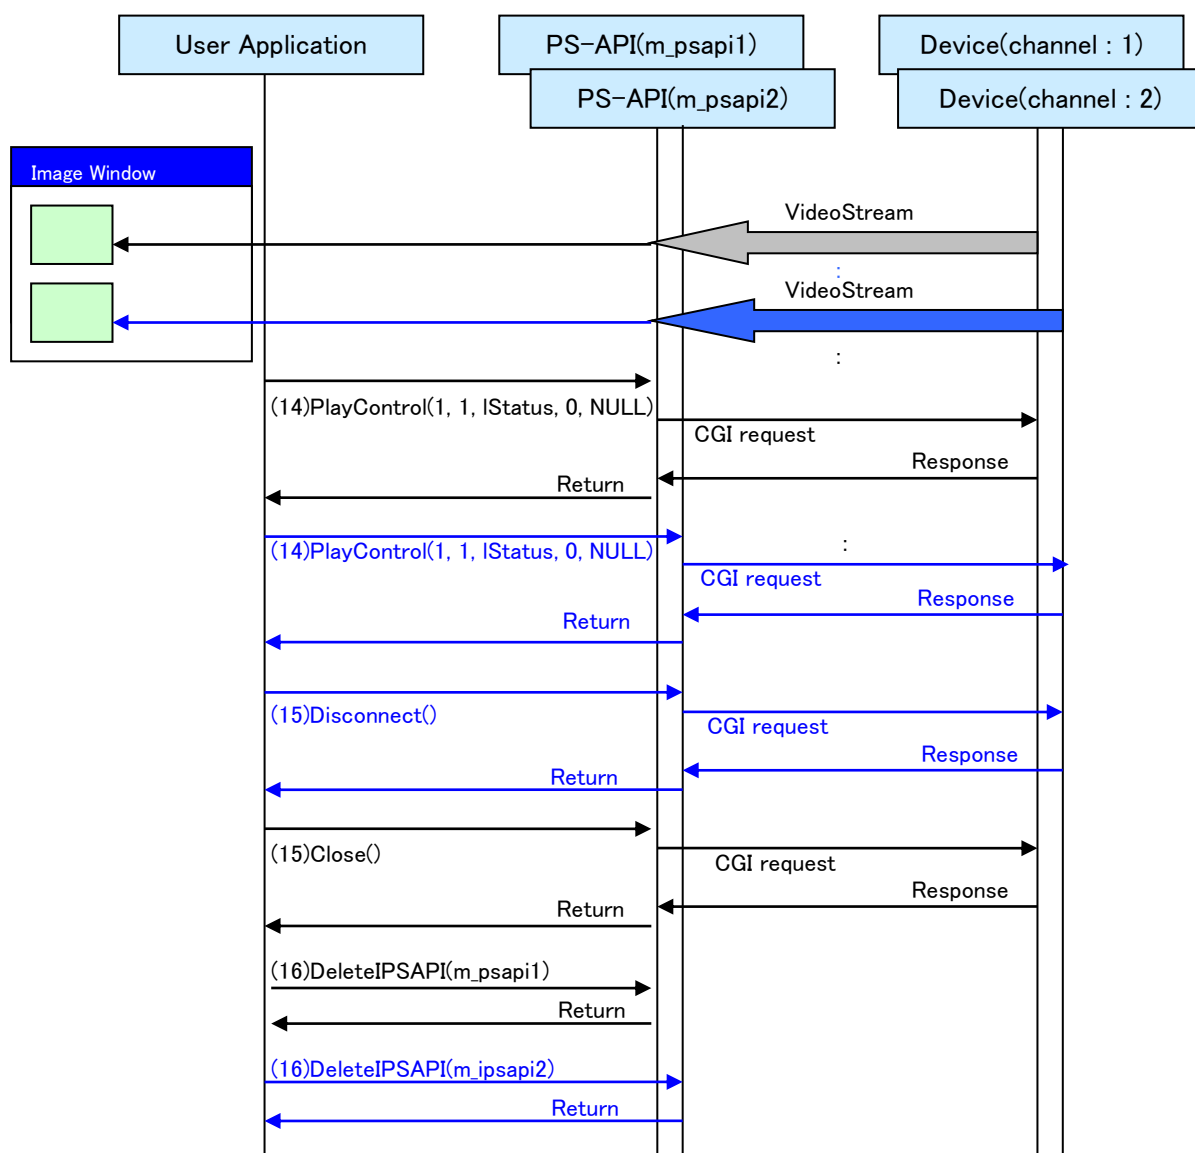 User Application
PS-API(m_psapi1)
Device(channel : 1)
PS-API(m_psapi2)
Device(channel : 2)
Image Window
VideoStream
:
VideoStream
:
(14)PlayControl(1, 1, lStatus, 0, NULL)
CGI request
Response
Return
(14)PlayControl(1, 1, lStatus, 0, NULL)
:
CGI request
Response
Return
(15)Disconnect()
CGI request
Response
Return
(15)Close()
CGI request
Response
Return
(16)DeleteIPSAPI(m_psapi1)
Return
(16)DeleteIPSAPI(m_ipsapi2)
Return